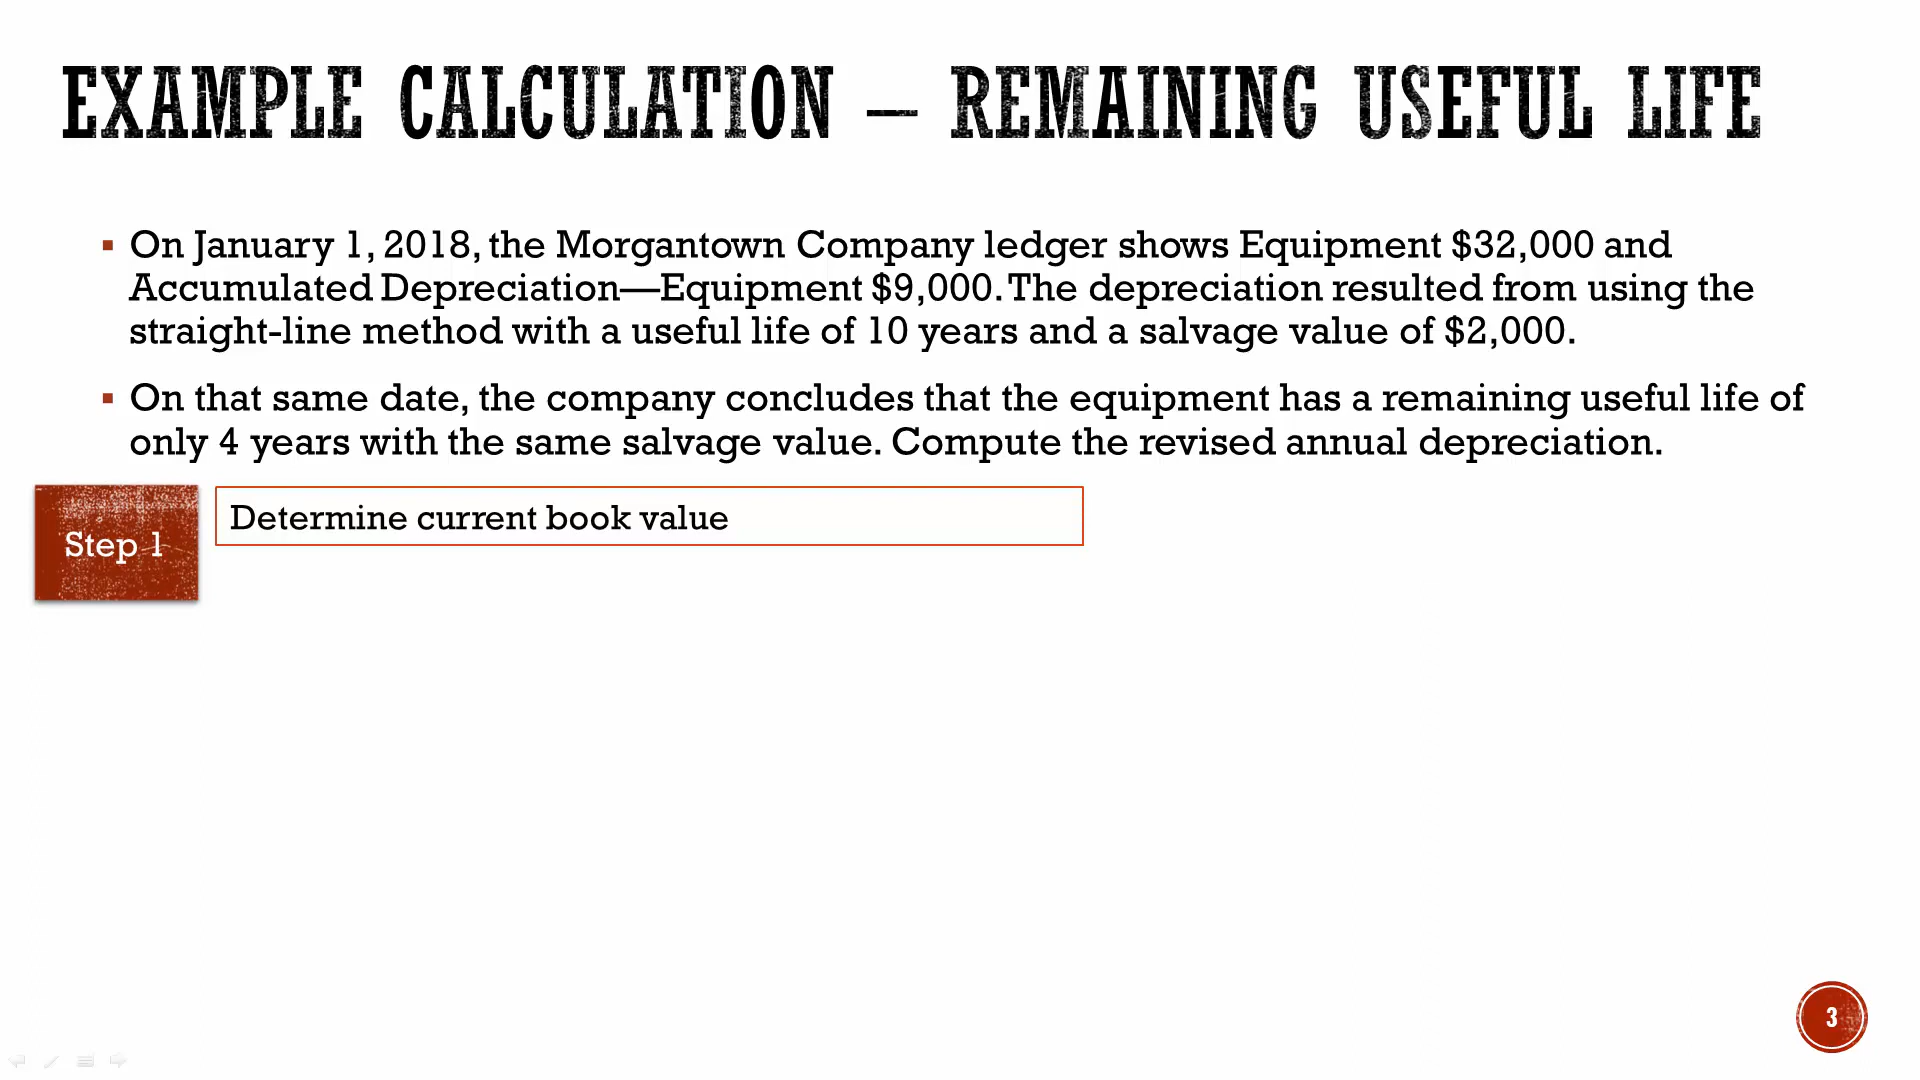 EXAMPLE CALCULATION – REMAINING USEFUL LIFE
▪ On January 1, 2018, the Morgantown Company ledger shows Equipment $32,000 and
Accumulated Depreciation—Equipment $9,000. The depreciation resulted from using the
straight-line method with a useful life of 10 years and a salvage value of $2,000.
▪ On that same date, the company concludes that the equipment has a remaining useful life of
only 4 years with the same salvage value. Compute the revised annual depreciation.
Step 1
Determine current book value
3